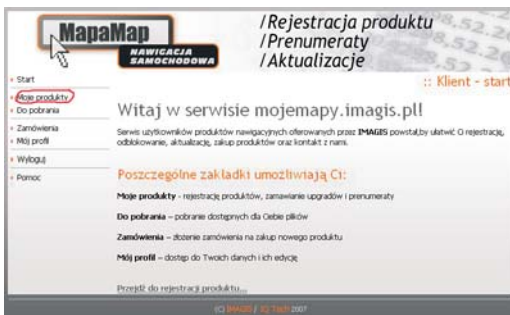 MapaMap
NAWIGACJA
SAMOCHODOWA
/Rejestracja produktu
/Prenumeraty
/Aktualizacje
:: Klient - start
Start
Moje produkty
Do pobrania
Zamówienia
Mój profil
Wyloguj
Pomoc
Witaj w serwisie mojemapy.imagis.pl!
Serwis użytkowników produktów nawigacyjnych oferowanych przez IMAGIS powstał,by ułatwić Ci rejestrację,
odblokowanie, aktualizację, zakup produktów oraz kontakt z nami.
Poszczególne zakładki umożliwiają Ci:
Moje produkty - rejestrację produktów, zamawianie upgradów i prenumeraty
Do pobrania – pobranie dostępnych dla Ciebie plików
Zamówienia – złożenie zamówienia na zakup nowego produktu
Mój profil – dostęp do Twoich danych i ich edycję
Przejdź do rejestracji produktu...
(C) IMAGIS / IQ Tech 2007